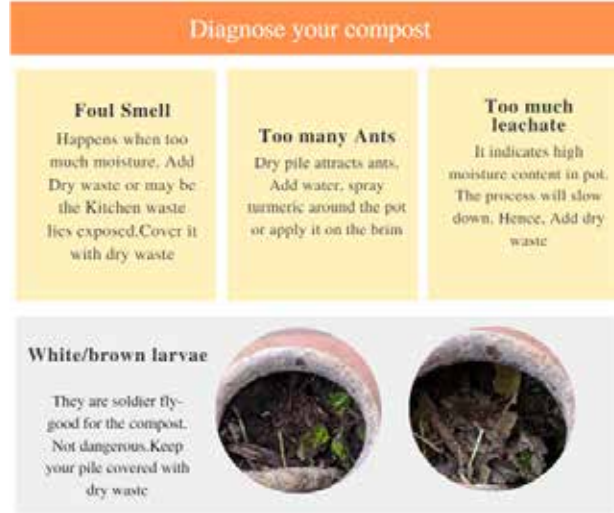 Diagnose your compost
Foul Smell
Happens when too
much moisture. Add
Dry waste or may be
the Kitchen waste
lies exposed.Cover it
with dry waste
Too many Ants
Dry pile attracts ants.
Add water, spray
turmeric around the pot
or apply it on the brim
Too much
leachate
It indicates high
moisture content in pot.
The process will slow
down. Hence, Add dry
waste
White/brown larvae
They are soldier fly-
good for the compost.
Not dangerous.Keep
your pile covered with
dry waste